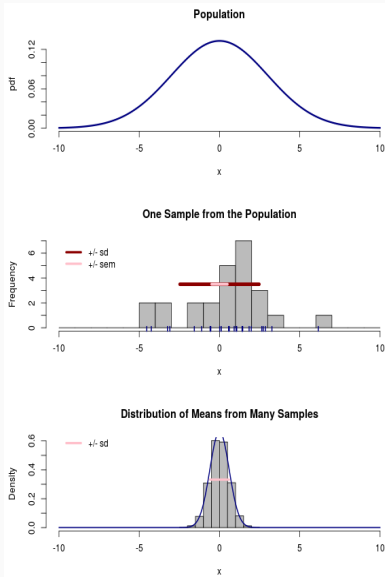 Population
pdf
0.12
0.06
0.00
-10 -5 0 5 10
x
One Sample from the Population
+/- sd
+/- sem
Frequency
6
4
2
0
-10 -5 0 5 10
x
Distribution of Means from Many Samples
+/- sd
Density
0.6
0.4
0.2
0.0
-10 -5 0 5 10
x